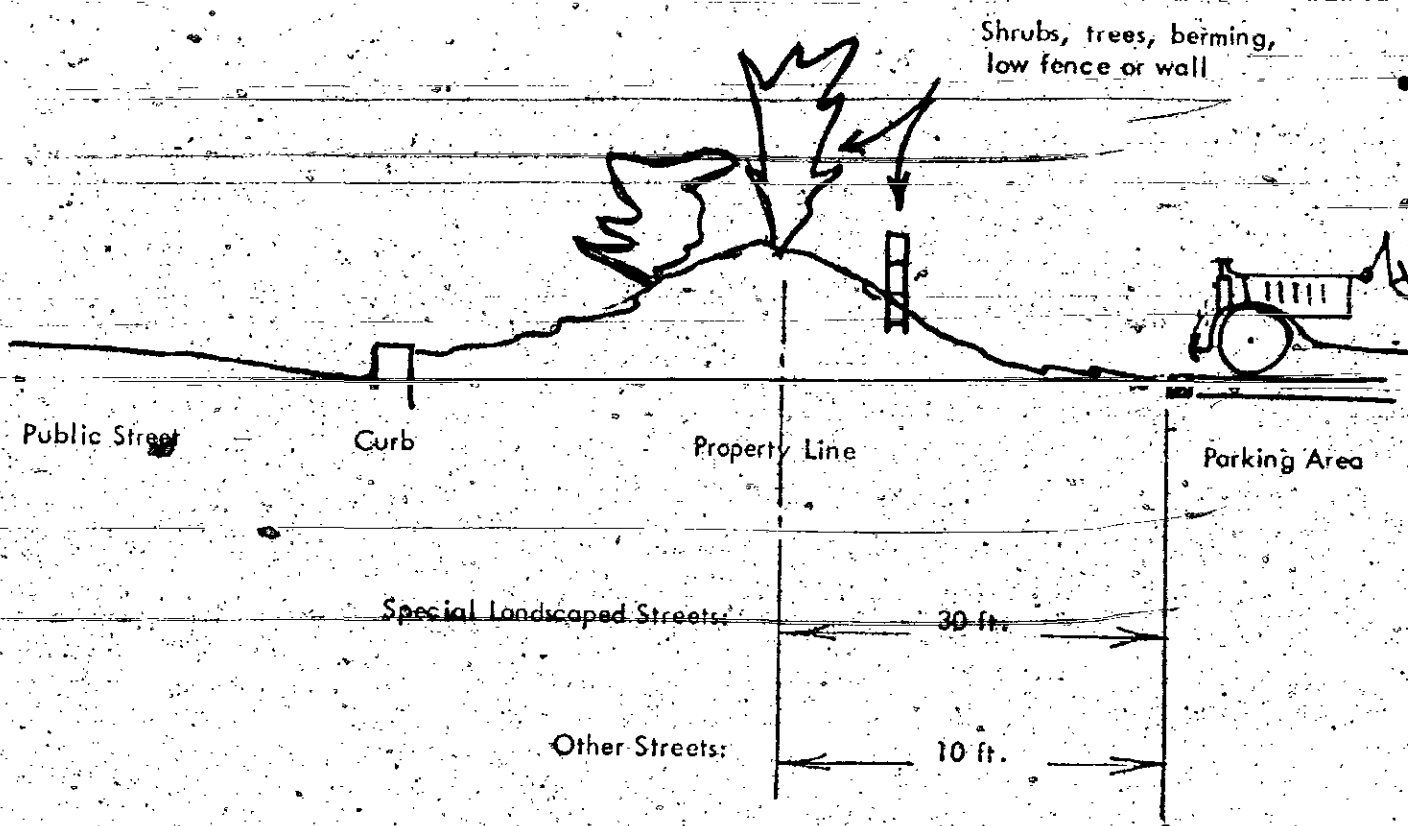 Shrubs, trees, berming,
low fence or wall
Public Street
Curb
Property Line
Parking Area
Special Landscaped Streets:
30 ft.
Other Streets:
10 ft.